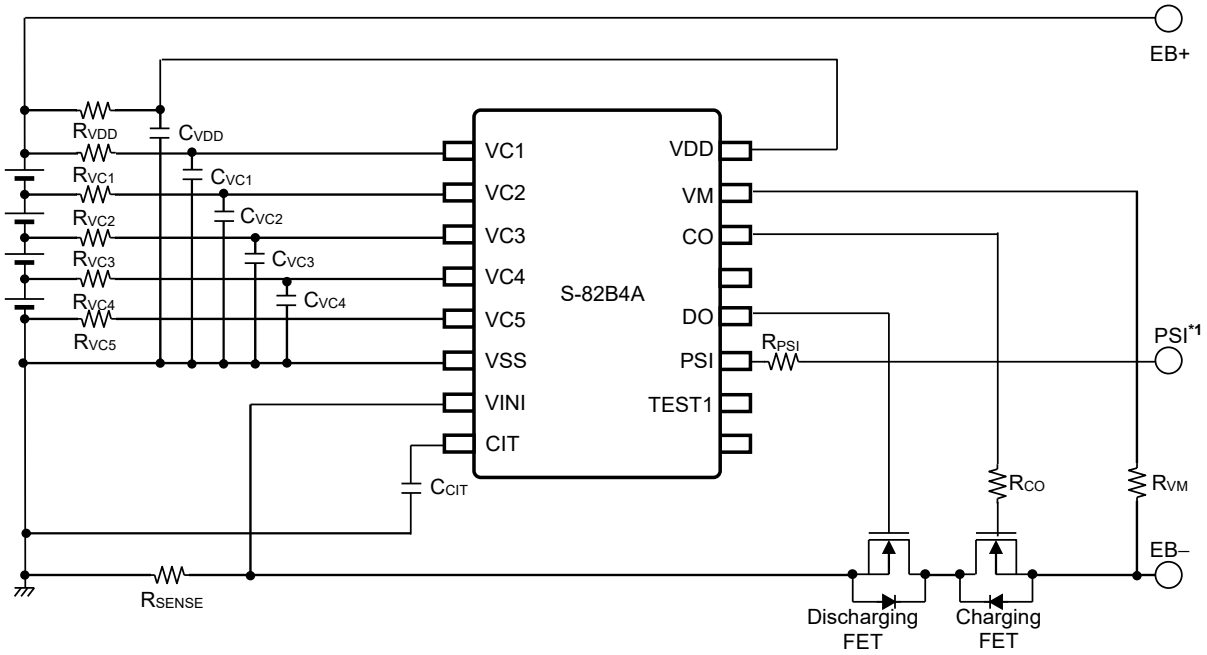 EB+
RVDD
CVDD
RVC1
CVC1
RVC2
CVC2
RVC3
CVC3
RVC4
CVC4
RVC5
VC1
VC2
VC3
VC4
VC5
VSS
VINI
CIT
S-82B4A
VDD
VM
CO
DO
PSI
TEST1
RPSI
PSI*1
CCIT
RCO
RVM
EB–
RSENSE
Discharging
FET
Charging
FET